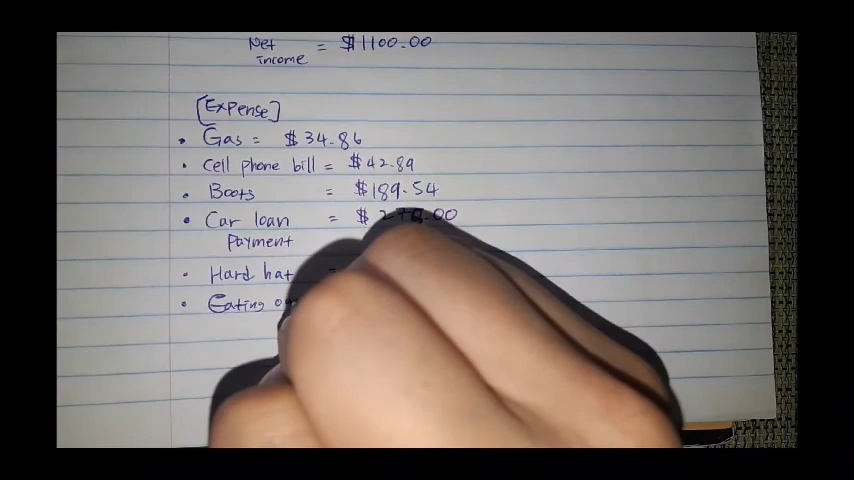 Net = $1100.00
income
[Expense]
• Gas = $34.86
• Cell phone bill = $42.89
• Boots = $189.54
• Car loan = $
Payment
• Hard hat =
• Eating